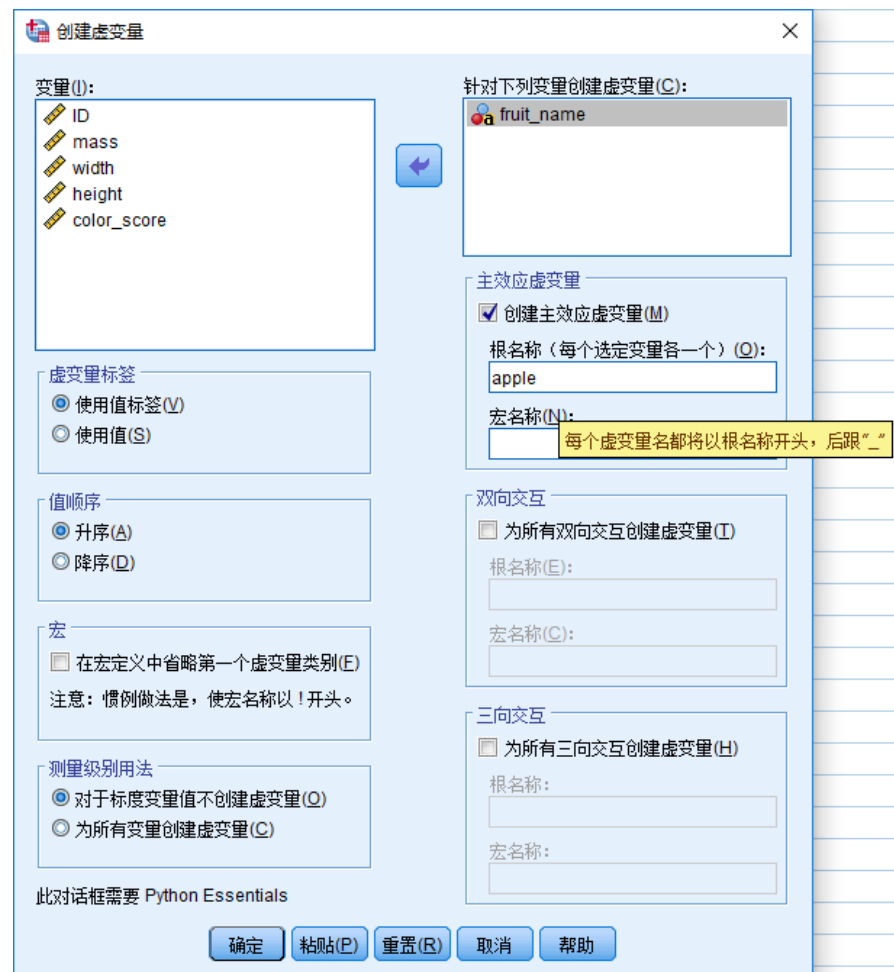 创建虚变量
变量(I):
ID
mass
width
height
color_score
针对下列变量创建虚变量(C):
fruit_name
主效应虚变量
创建主效应虚变量(M)
根名称（每个选定变量各一个）(O):
apple
宏名称(N):
每个虚变量名都将以根名称开头，后跟“_”
虚变量标签
使用值标签(V)
使用值(S)
值顺序
升序(A)
降序(D)
双向交互
为所有双向交互创建虚变量(T)
根名称(E):
宏名称(C):
宏
在宏定义中省略第一个虚变量类别(F)
注意：惯例做法是，使宏名称以！开头。
三向交互
为所有三向交互创建虚变量(H)
根名称:
宏名称:
测量级别用法
对于标度变量值不创建虚变量(O)
为所有变量创建虚变量(C)
此对话框需要 Python Essentials
确定 粘贴(P) 重置(R) 取消 帮助